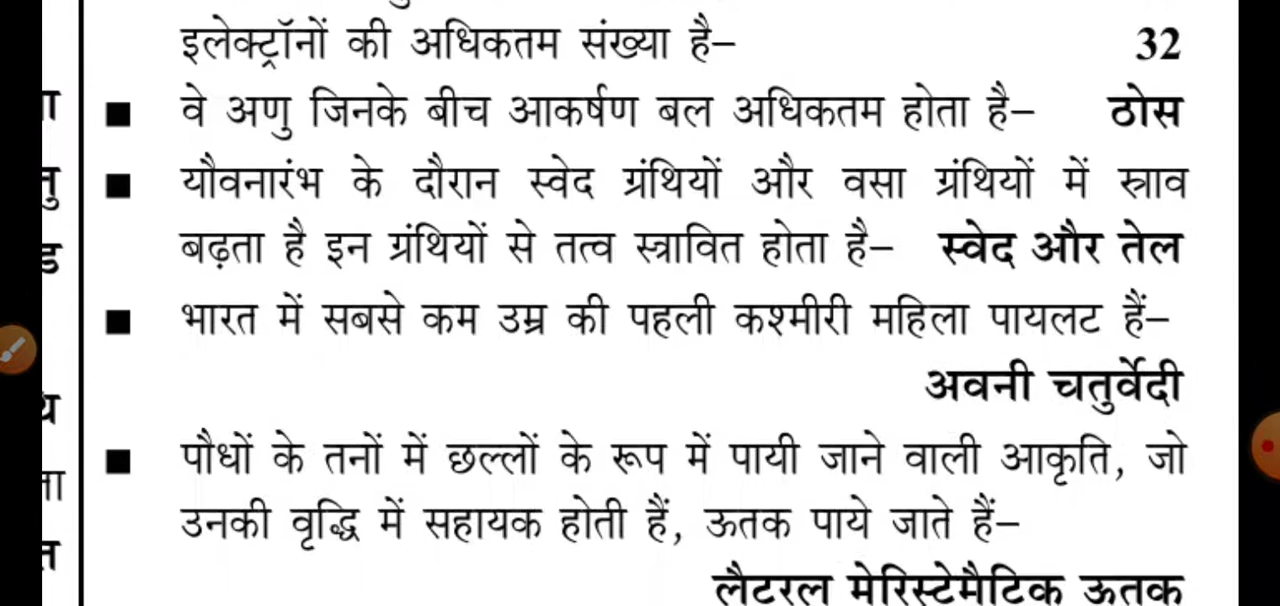 इलेक्ट्रॉनों की अधिकतम संख्या है– 32
■ वे अणु जिनके बीच आकर्षण बल अधिकतम होता है– ठोस
■ यौवनारंभ के दौरान स्वेद ग्रंथियों और वसा ग्रंथियों में स्राव
बढ़ता है इन ग्रंथियों से तत्व स्त्रावित होता है– स्वेद और तेल
■ भारत में सबसे कम उम्र की पहली कश्मीरी महिला पायलट हैं–
अवनी चतुर्वेदी
■ पौधों के तनों में छल्लों के रूप में पायी जाने वाली आकृति, जो
उनकी वृद्धि में सहायक होती हैं, ऊतक पाये जाते हैं–
लैटरल मेरिस्टेमैटिक ऊतक